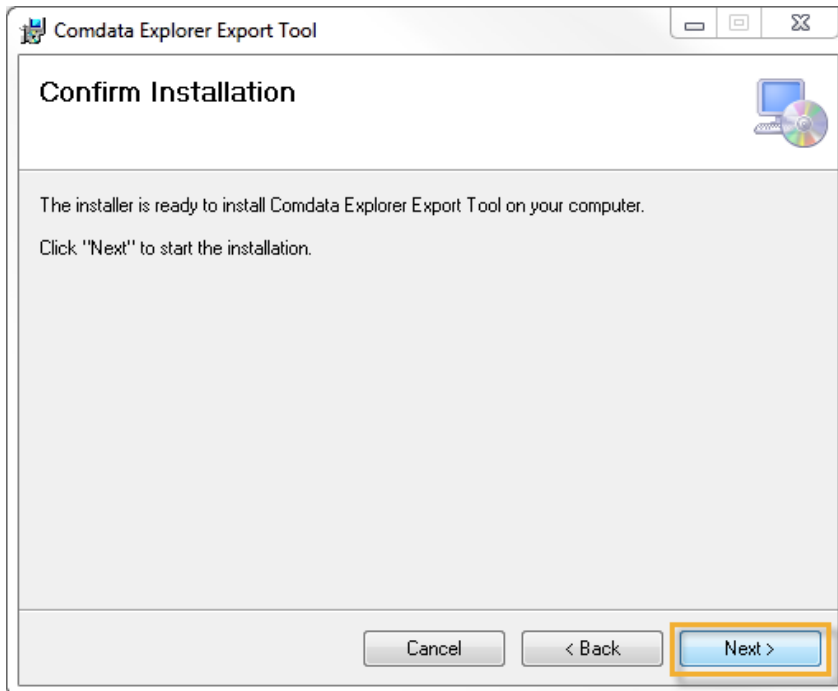 Comdata Explorer Export Tool
Confirm Installation
The installer is ready to install Comdata Explorer Export Tool on your computer.
Click "Next" to start the installation.
Cancel
< Back
Next >